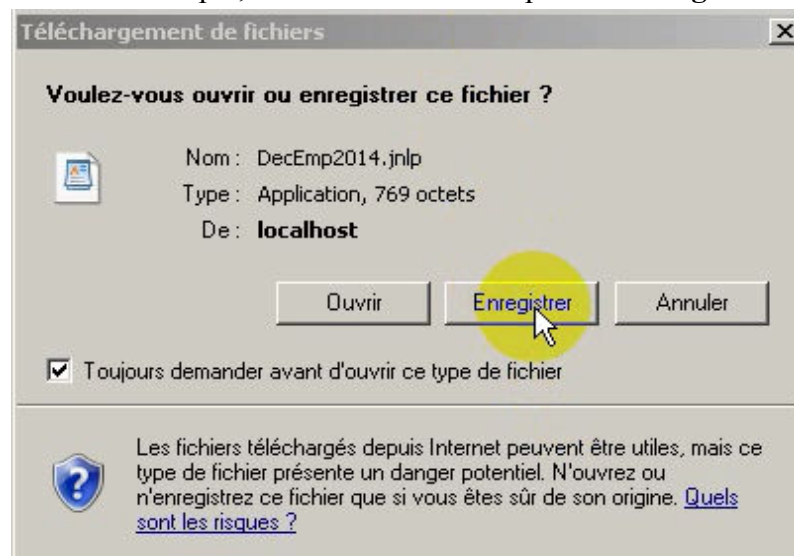 Téléchargement de fichiers
Voulez-vous ouvrir ou enregistrer ce fichier ?
Nom : DecEmp2014.jnlp
Type : Application, 769 octets
De : localhost
Ouvrir Enregistrer Annuler
Toujours demander avant d'ouvrir ce type de fichier
Les fichiers téléchargés depuis Internet peuvent être utiles, mais ce
type de fichier présente un danger potentiel. N'ouvrez ou
n'enregistrez ce fichier que si vous êtes sûr de son origine. Quels
sont les risques ?